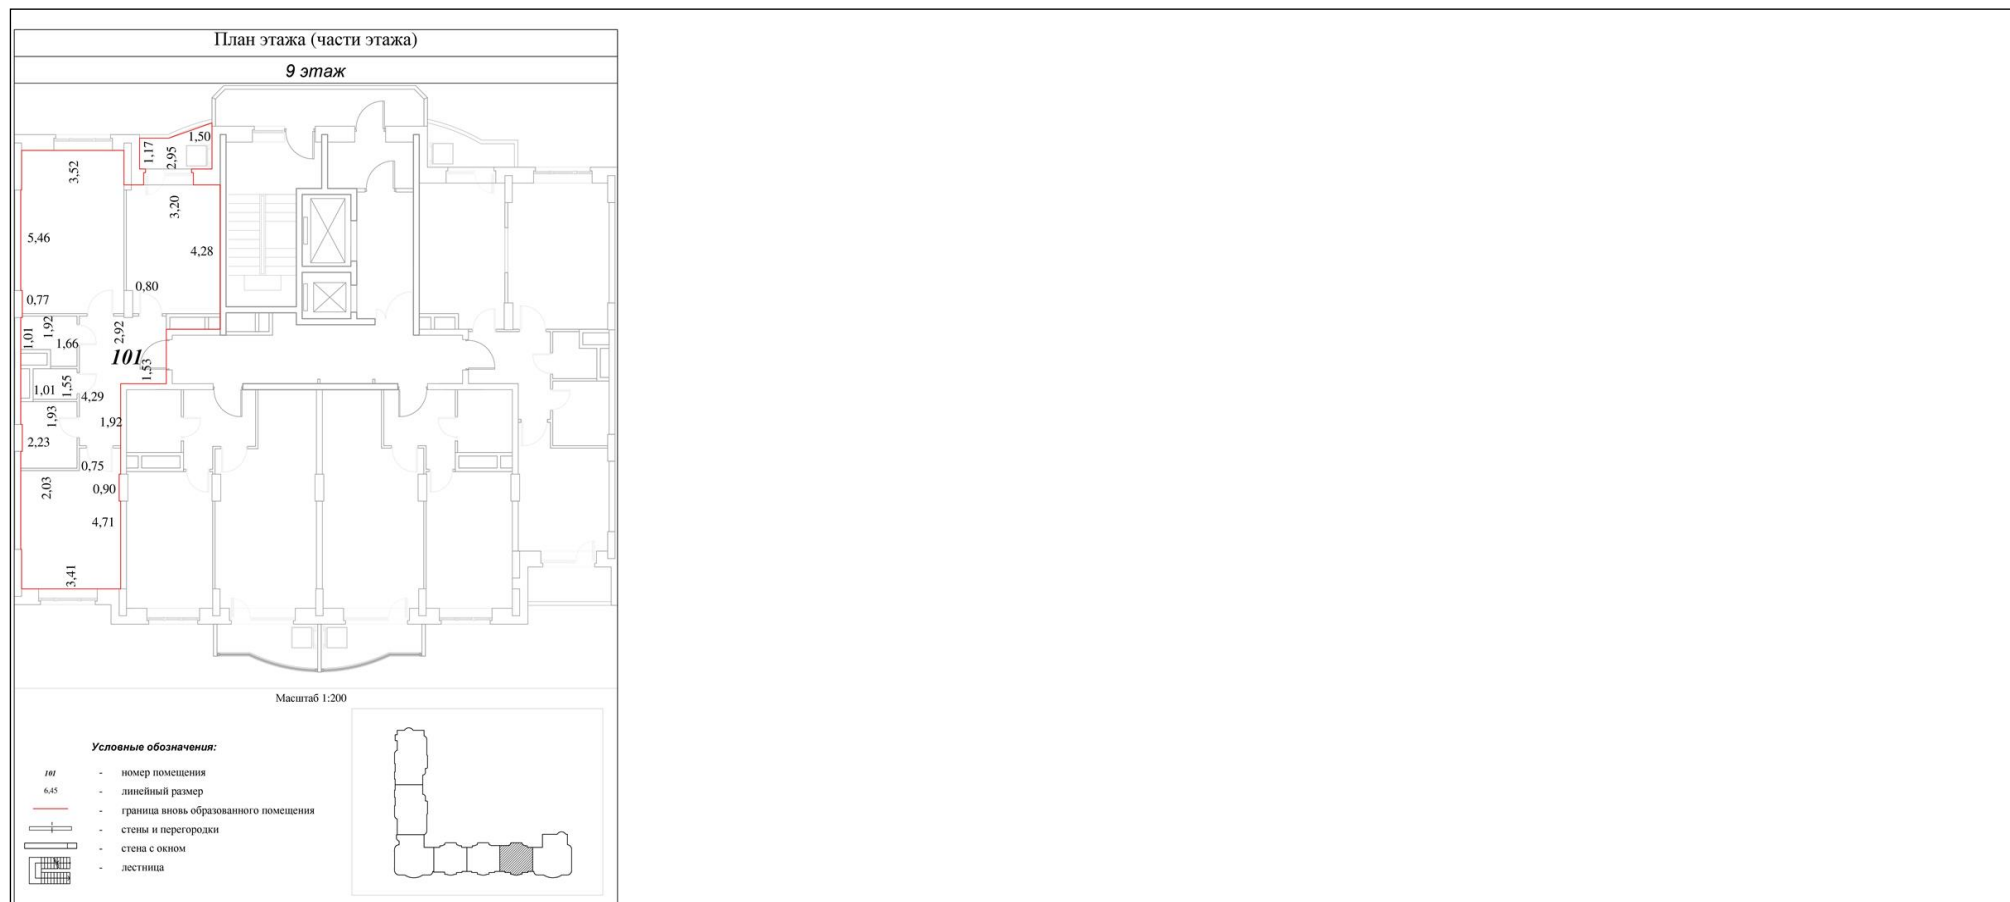 План этажа (части этажа)
9 этаж
1,50
1,17
2,95
3,52
3,20
5,46
4,28
0,80
0,77
1,01
1,92
2,92
1,66
101
1,53
1,01
1,55
4,29
1,93
1,92
2,23
0,75
2,03
0,90
4,71
3,41
Масштаб 1:200
Условные обозначения:
101 - номер помещения
6,45 - линейный размер
- граница вновь образованного помещения
- стены и перегородки
- стена с окном
- лестница